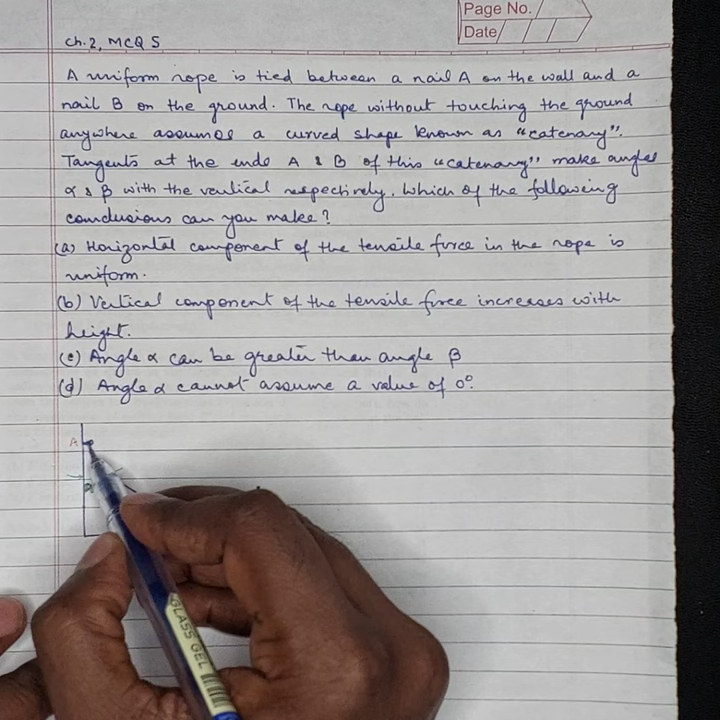 Page No.
Date
Ch. 2, MCQ 5
A uniform rope is tied between a nail A on the wall and a
nail B on the ground. The rope without touching the ground
anywhere assumes a curved shape known as "catenary".
Tangents at the ends A & B of this "catenary" make angles
α & β with the vertical respectively. Which of the following
conclusions can you make?
(a) Horizontal component of the tensile force in the rope is
uniform.
(b) Vertical component of the tensile force increases with
height.
(c) Angle α can be greater than angle β
(d) Angle α cannot assume a value of 0°.
A
GLASS GEL